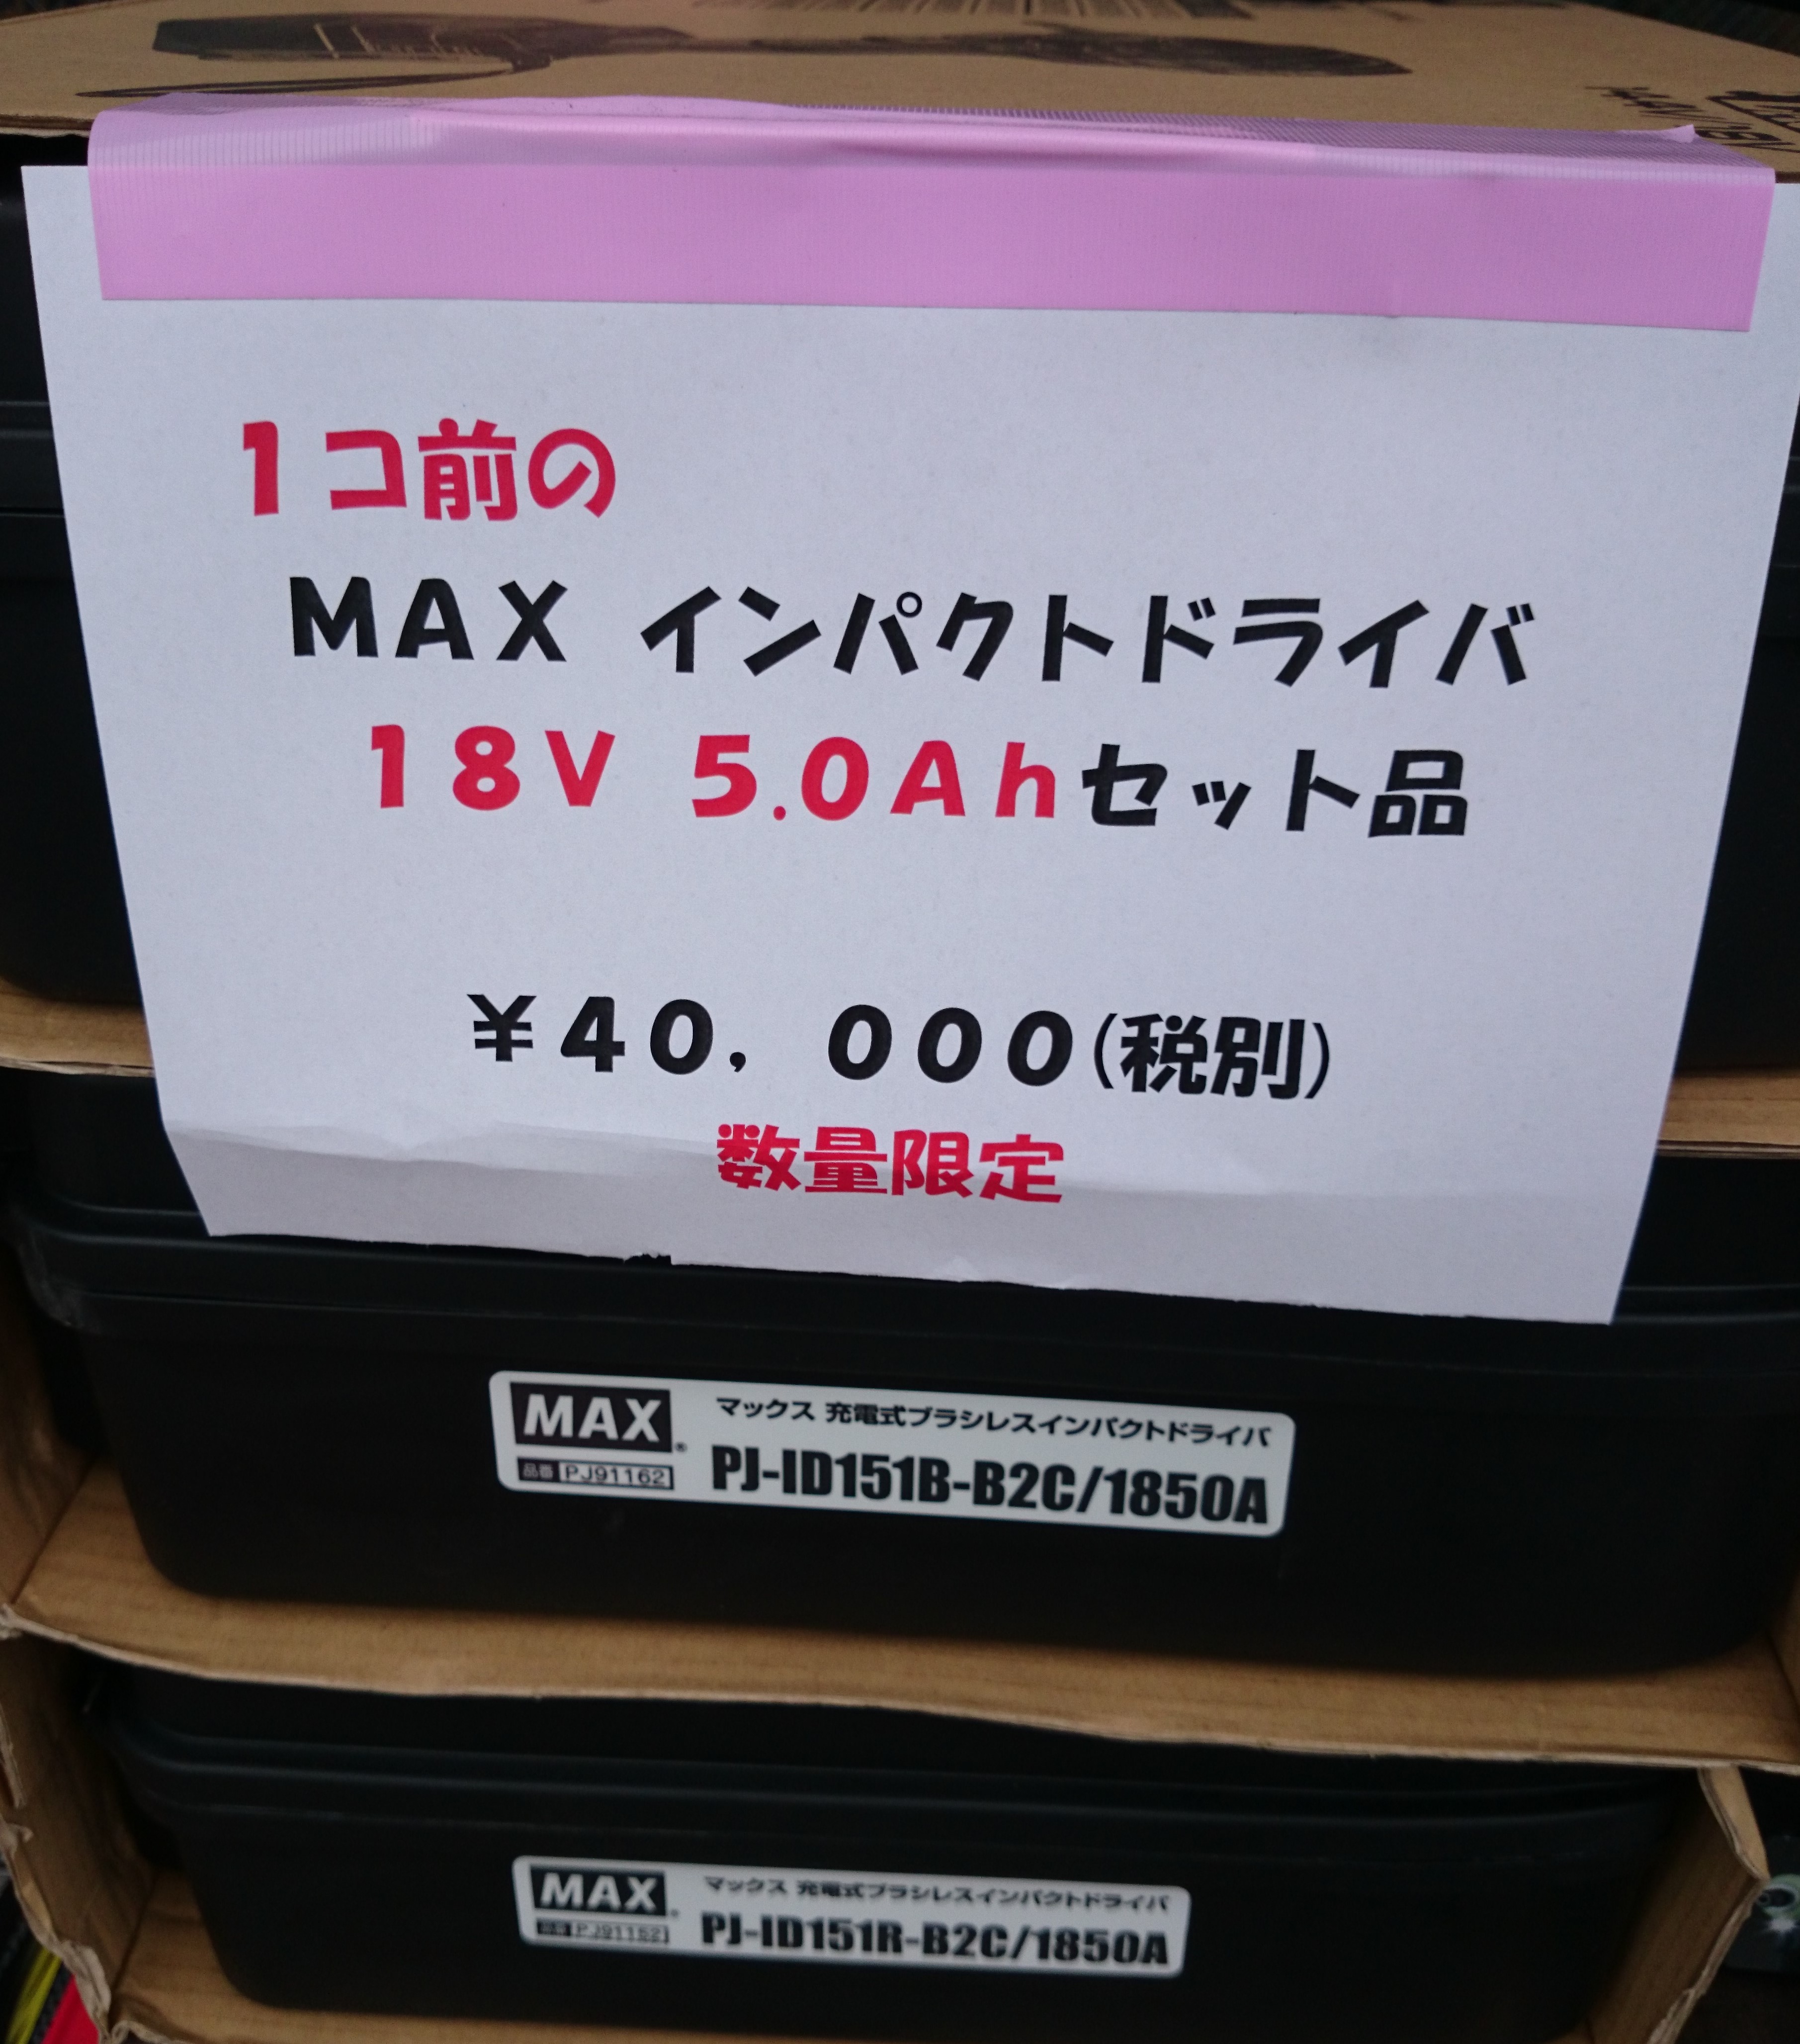 1コ前の
MAX インパクトドライバ
18V 5.0Ahセット品
¥40,000(税別)
数量限定
MAX® マックス 充電式ブラシレスインパクトドライバ
品番 PJ91162 PJ-ID151B-B2C/1850A
MAX® マックス 充電式ブラシレスインパクトドライバ
品番 PJ91152 PJ-ID151R-B2C/1850A